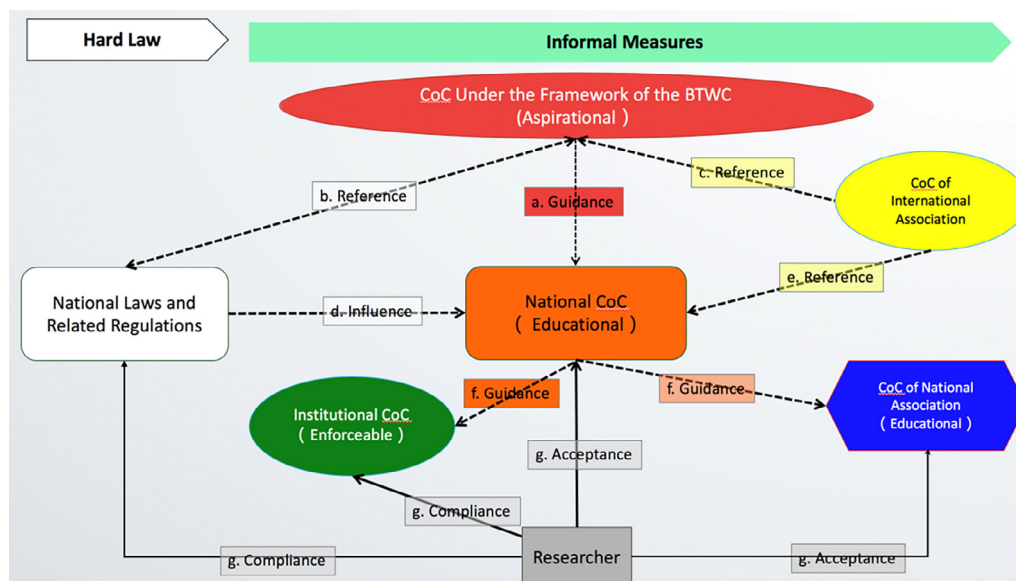 Hard Law
Informal Measures
CoC Under the Framework of the BTWC
(Aspirational )
c. Reference
b. Reference
a. Guidance
CoC of
International
Association
e. Reference
National Laws and
Related Regulations
d. Influence
National CoC
( Educational )
f. Guidance
f. Guidance
CoC of National
Association
( Educational )
Institutional CoC
( Enforceable )
g. Acceptance
g. Compliance
Researcher
g. Compliance
g. Acceptance